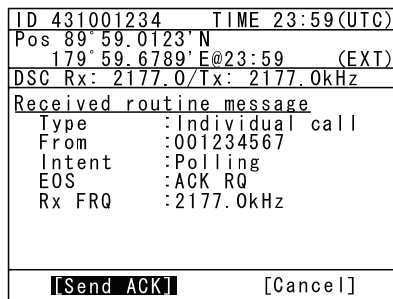 ID 431001234 TIME 23:59(UTC)
Pos 89°59.0123'N
179°59.6789'E@23:59 (EXT)
DSC Rx: 2177.0/Tx: 2177.0kHz
Received routine message
Type :Individual call
From :001234567
Intent :Polling
EOS :ACK RQ
Rx FRQ :2177.0kHz
[Send ACK] [Cancel]